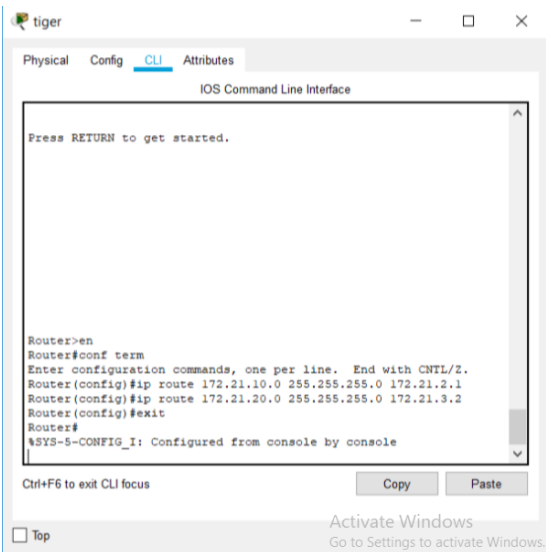 tiger
Physical Config CLI Attributes
IOS Command Line Interface
Press RETURN to get started.
Router>en
Router#conf term
Enter configuration commands, one per line.  End with CNTL/Z.
Router(config)#ip route 172.21.10.0 255.255.255.0 172.21.2.1
Router(config)#ip route 172.21.20.0 255.255.255.0 172.21.3.2
Router(config)#exit
Router#
%SYS-5-CONFIG_I: Configured from console by console
Ctrl+F6 to exit CLI focus
Copy Paste
Top
Activate Windows
Go to Settings to activate Windows.